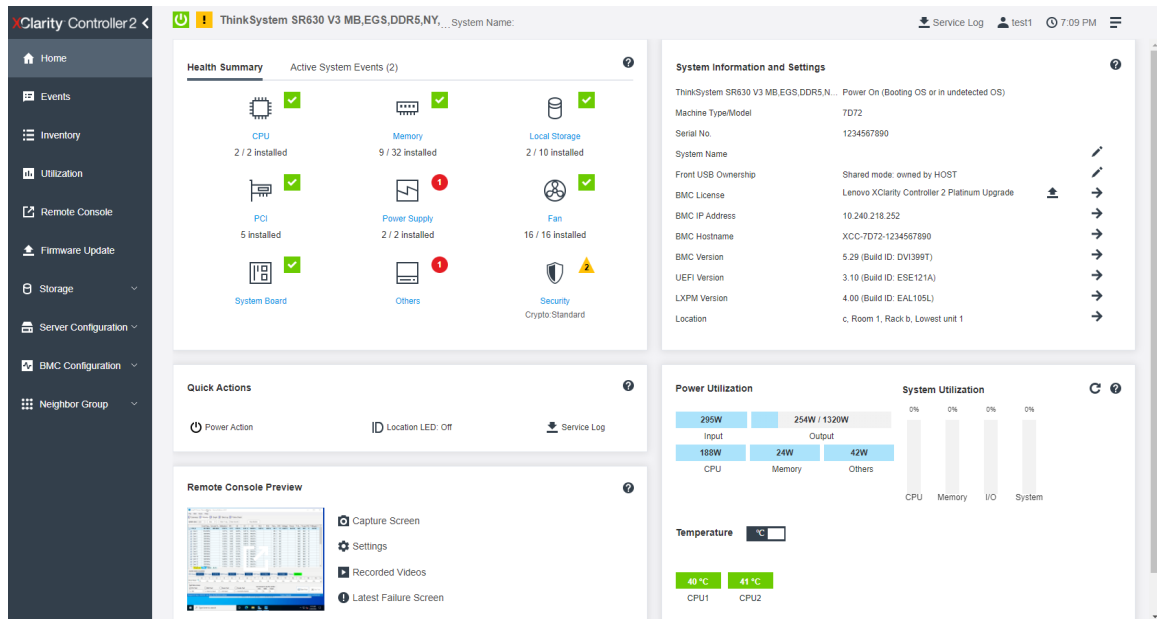 XClarity Controller 2
ThinkSystem SR630 V3 MB,EGS,DDR5,NY,... System Name:
Service Log
test1
7:09 PM
Home
Events
Inventory
Utilization
Remote Console
Firmware Update
Storage
Server Configuration
BMC Configuration
Neighbor Group
Health Summary
Active System Events (2)
CPU
2 / 2 installed
Memory
9 / 32 installed
Local Storage
2 / 10 installed
PCI
5 installed
1
Power Supply
2 / 2 installed
Fan
16 / 16 installed
System Board
1
Others
2
Security
Crypto:Standard
System Information and Settings
ThinkSystem SR630 V3 MB,EGS,DDR5,N... Power On (Booting OS or in undetected OS)
Machine Type/Model 7D72
Serial No. 1234567890
System Name
Front USB Ownership Shared mode: owned by HOST
BMC License Lenovo XClarity Controller 2 Platinum Upgrade
BMC IP Address 10.240.218.252
BMC Hostname XCC-7D72-1234567890
BMC Version 5.29 (Build ID: DVI399T)
UEFI Version 3.10 (Build ID: ESE121A)
LXPM Version 4.00 (Build ID: EAL105L)
Location c, Room 1, Rack b, Lowest unit 1
Quick Actions
Power Action
Location LED: Off
Service Log
Remote Console Preview
Capture Screen
Settings
Recorded Videos
Latest Failure Screen
Power Utilization
295W 254W / 1320W
Input Output
188W 24W 42W
CPU Memory Others
System Utilization
0% 0% 0% 0%
CPU Memory I/O System
Temperature °C
40 °C 41 °C
CPU1 CPU2